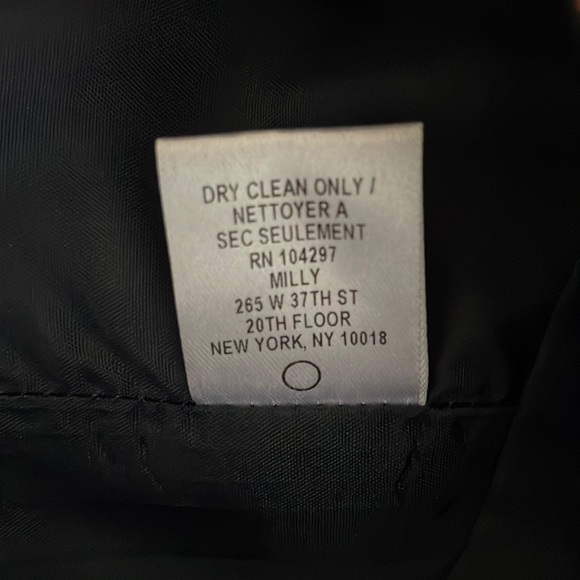 DRY CLEAN ONLY /
NETTOYER A
SEC SEULEMENT
RN 104297
MILLY
265 W 37TH ST
20TH FLOOR
NEW YORK, NY 10018